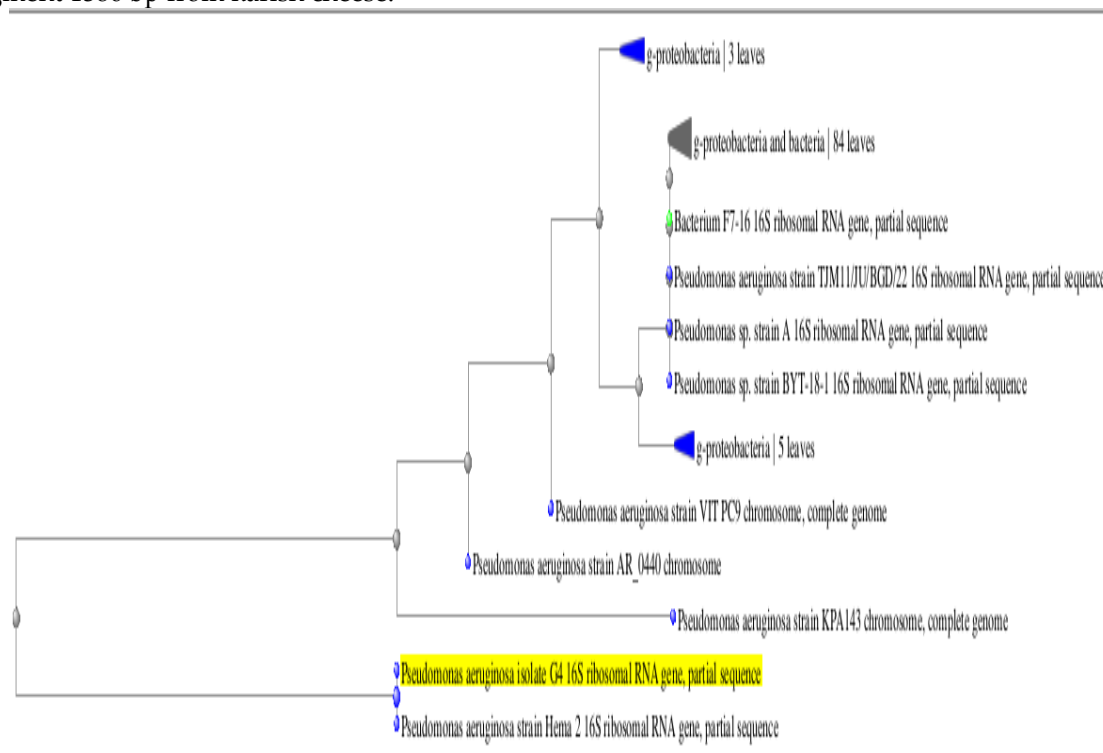 from
g-proteobacteria | 3 leaves
g-proteobacteria and bacteria | 84 leaves
Bacterium F7-16 16S ribosomal RNA gene, partial sequence
Pseudomonas aeruginosa strain TJM11/JU/BGD/22 16S ribosomal RNA gene, partial sequence
Pseudomonas sp. strain A 16S ribosomal RNA gene, partial sequence
Pseudomonas sp. strain BYT-18-1 16S ribosomal RNA gene, partial sequence
g-proteobacteria | 5 leaves
Pseudomonas aeruginosa strain VIT PC9 chromosome, complete genome
Pseudomonas aeruginosa strain AR_0440 chromosome
Pseudomonas aeruginosa strain KPA143 chromosome, complete genome
Pseudomonas aeruginosa isolate G4 16S ribosomal RNA gene, partial sequence
Pseudomonas aeruginosa strain Hema 2 16S ribosomal RNA gene, partial sequence